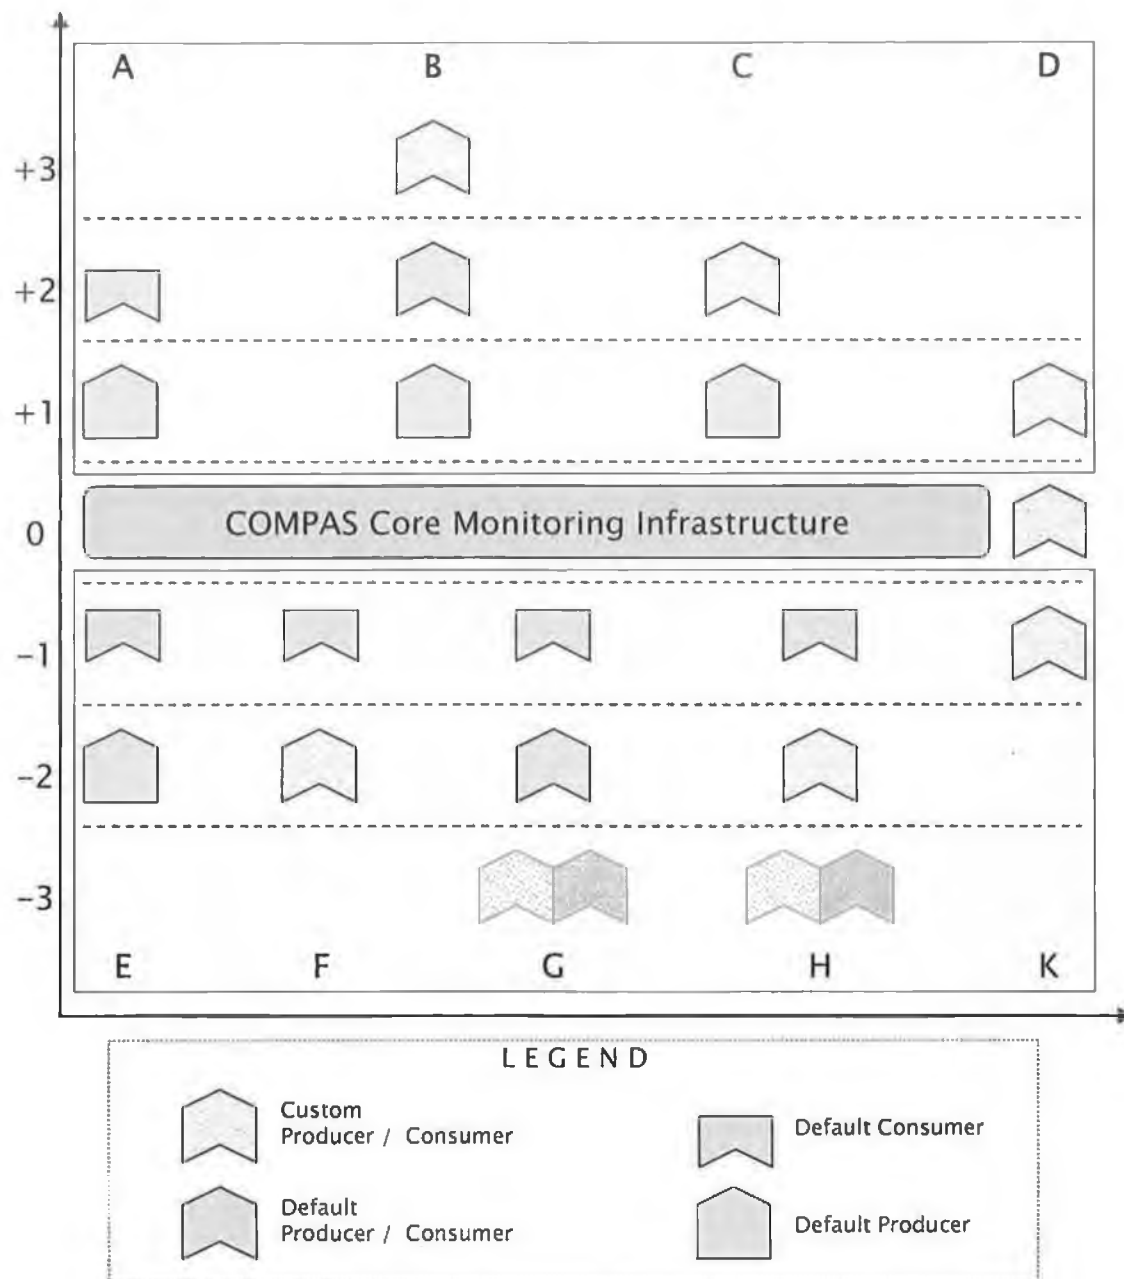 A B C D
+3
+2
+1
0 COMPAS Core Monitoring Infrastructure
−1
−2
−3
E F G H K
LEGEND
Custom
Producer / Consumer
Default Consumer
Default
Producer / Consumer
Default Producer